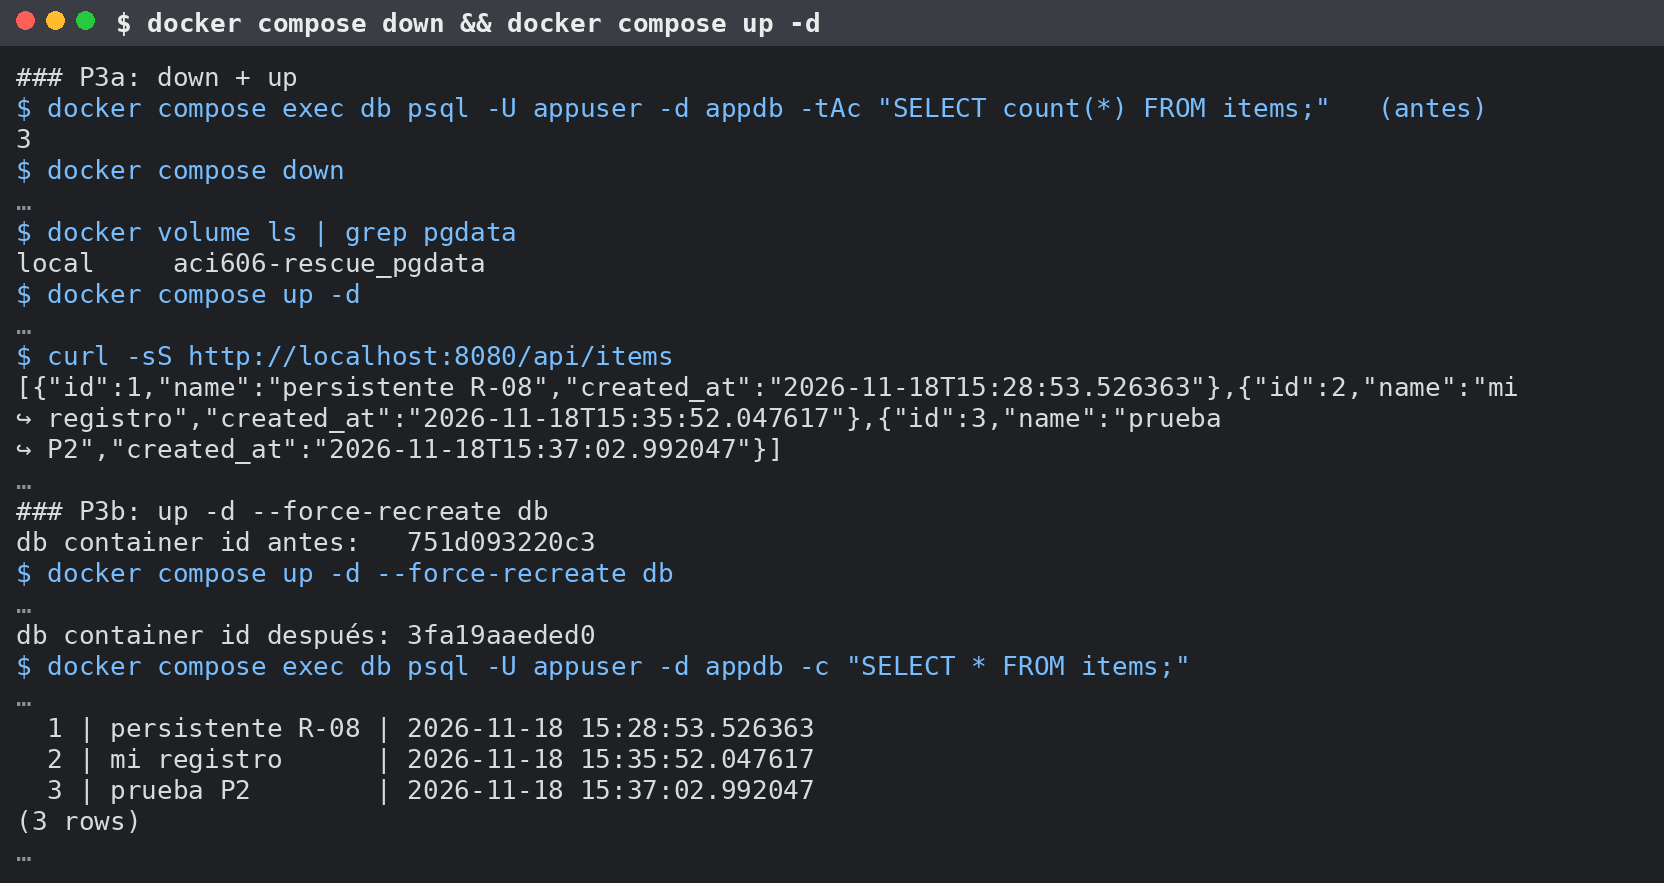 $ docker compose down && docker compose up -d
### P3a: down + up
$ docker compose exec db psql -U appuser -d appdb -tAc "SELECT count(*) FROM items;"   (antes)
3
$ docker compose down
…
$ docker volume ls | grep pgdata
local     aci606-rescue_pgdata
$ docker compose up -d
…
$ curl -sS http://localhost:8080/api/items
[{"id":1,"name":"persistente R-08","created_at":"2026-11-18T15:28:53.526363"},{"id":2,"name":"mi
↪ registro","created_at":"2026-11-18T15:35:52.047617"},{"id":3,"name":"prueba
↪ P2","created_at":"2026-11-18T15:37:02.992047"}]
…
### P3b: up -d --force-recreate db
db container id antes:   751d093220c3
$ docker compose up -d --force-recreate db
…
db container id después: 3fa19aaeded0
$ docker compose exec db psql -U appuser -d appdb -c "SELECT * FROM items;"
…
  1 | persistente R-08 | 2026-11-18 15:28:53.526363
  2 | mi registro      | 2026-11-18 15:35:52.047617
  3 | prueba P2        | 2026-11-18 15:37:02.992047
(3 rows)
…